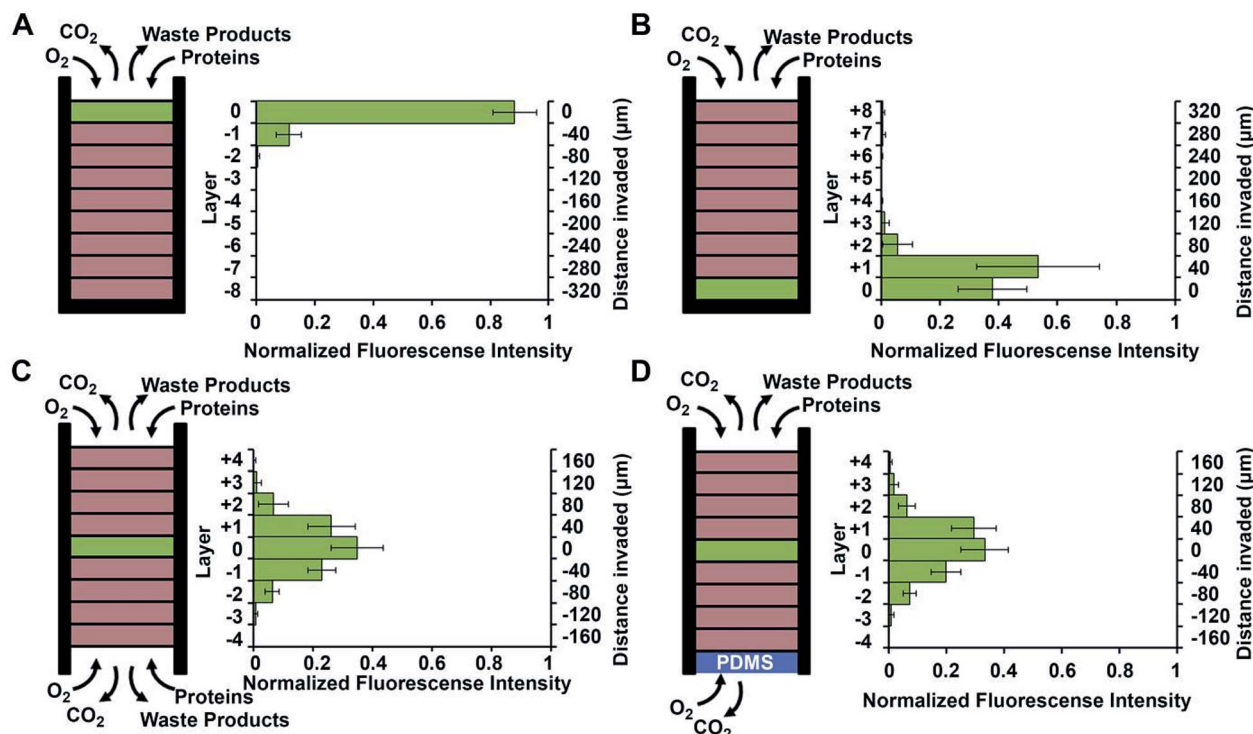 A
CO2
Waste Products
O2
Proteins
Layer
0
-1
-2
-3
-4
-5
-6
-7
-8
0
-40
-80
-120
-160
-200
-240
-280
-320
Distance invaded (µm)
0 0.2 0.4 0.6 0.8 1
Normalized Fluorescense Intensity
B
CO2
Waste Products
O2
Proteins
Layer
+8
+7
+6
+5
+4
+3
+2
+1
0
320
280
240
200
160
120
80
40
0
Distance invaded (µm)
0 0.2 0.4 0.6 0.8 1
Normalized Fluorescense Intensity
C
CO2
Waste Products
O2
Proteins
Layer
+4
+3
+2
+1
0
-1
-2
-3
-4
160
120
80
40
0
-40
-80
-120
-160
Distance invaded (µm)
0 0.2 0.4 0.6 0.8 1
Normalized Fluorescense Intensity
O2
Proteins
CO2
Waste Products
D
CO2
Waste Products
O2
Proteins
Layer
+4
+3
+2
+1
0
-1
-2
-3
-4
160
120
80
40
0
-40
-80
-120
-160
Distance invaded (µm)
PDMS
0 0.2 0.4 0.6 0.8 1
Normalized Fluorescense Intensity
O2
CO2